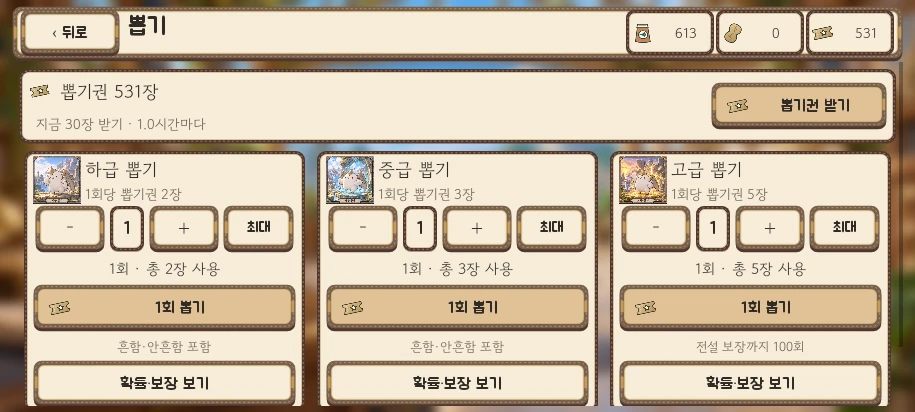 ‹ 뒤로
뽑기
613
0
531
뽑기권 531장
지금 30장 받기 · 1.0시간마다
뽑기권 받기
하급 뽑기
1회당 뽑기권 2장
-
1
+
최대
1회 · 총 2장 사용
1회 뽑기
흔함·안흔함 포함
확률·보장 보기
중급 뽑기
1회당 뽑기권 3장
-
1
+
최대
1회 · 총 3장 사용
1회 뽑기
흔함·안흔함 포함
확률·보장 보기
고급 뽑기
1회당 뽑기권 5장
-
1
+
최대
1회 · 총 5장 사용
1회 뽑기
전설 보장까지 100회
확률·보장 보기